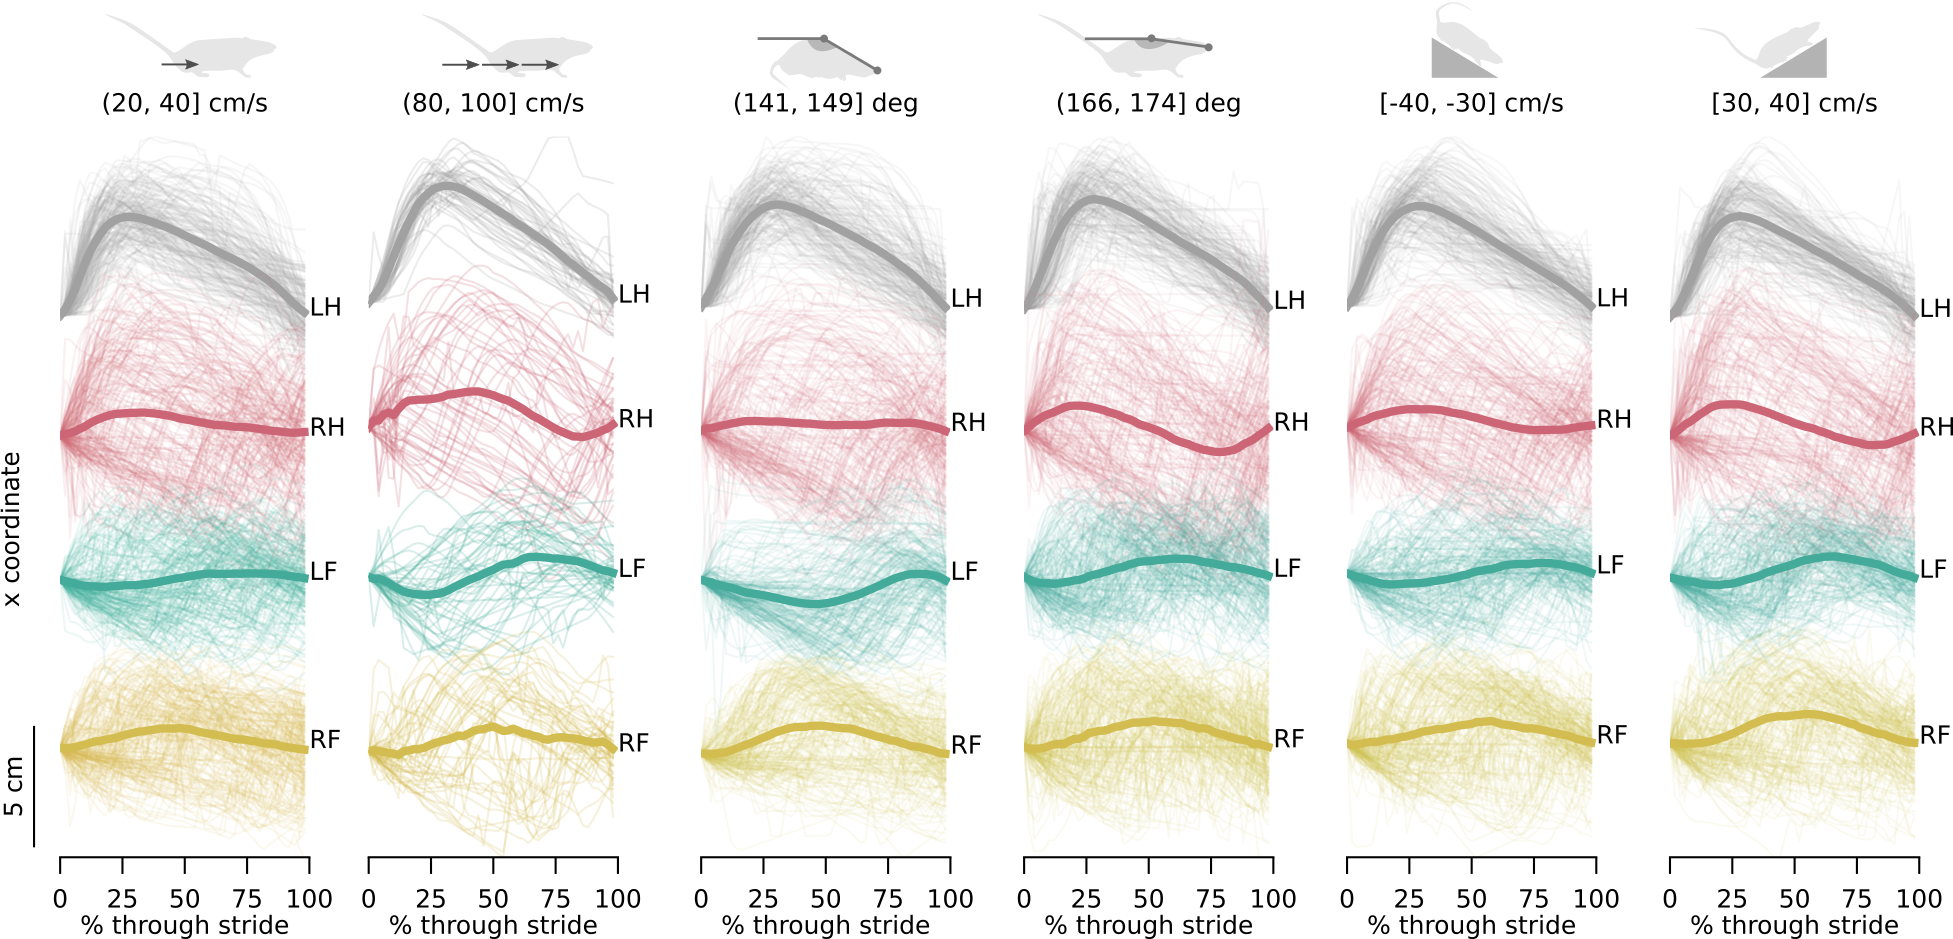 (20, 40] cm/s
(80, 100] cm/s
(141, 149] deg
(166, 174] deg
[-40, -30] cm/s
[30, 40] cm/s
x coordinate
5 cm
LH
RH
LF
RF
LH
RH
LF
RF
LH
RH
LF
RF
LH
RH
LF
RF
LH
RH
LF
RF
LH
RH
LF
RF
0 25 50 75 100
% through stride
0 25 50 75 100
% through stride
0 25 50 75 100
% through stride
0 25 50 75 100
% through stride
0 25 50 75 100
% through stride
0 25 50 75 100
% through stride